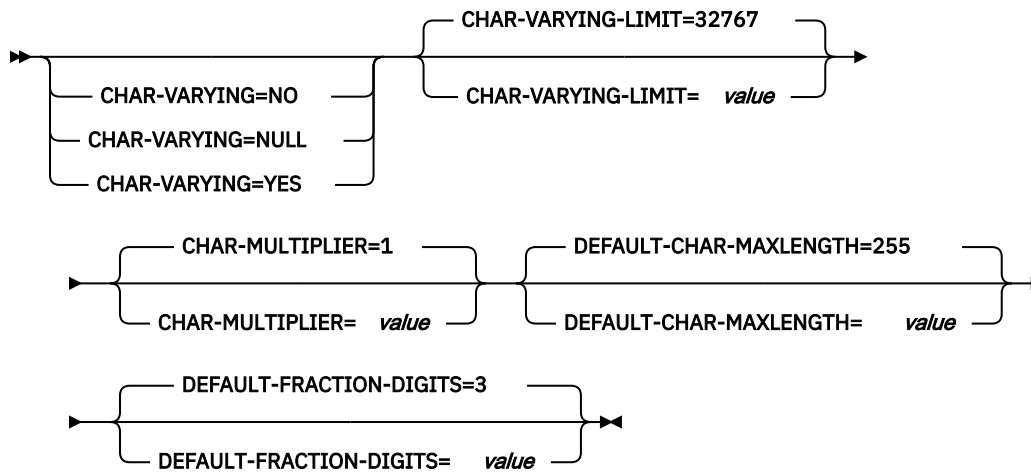 CHAR-VARYING-LIMIT=32767
CHAR-VARYING=NO
CHAR-VARYING-LIMIT= value
CHAR-VARYING=NULL
CHAR-VARYING=YES
CHAR-MULTIPLIER=1
DEFAULT-CHAR-MAXLENGTH=255
CHAR-MULTIPLIER= value
DEFAULT-CHAR-MAXLENGTH= value
DEFAULT-FRACTION-DIGITS=3
DEFAULT-FRACTION-DIGITS= value